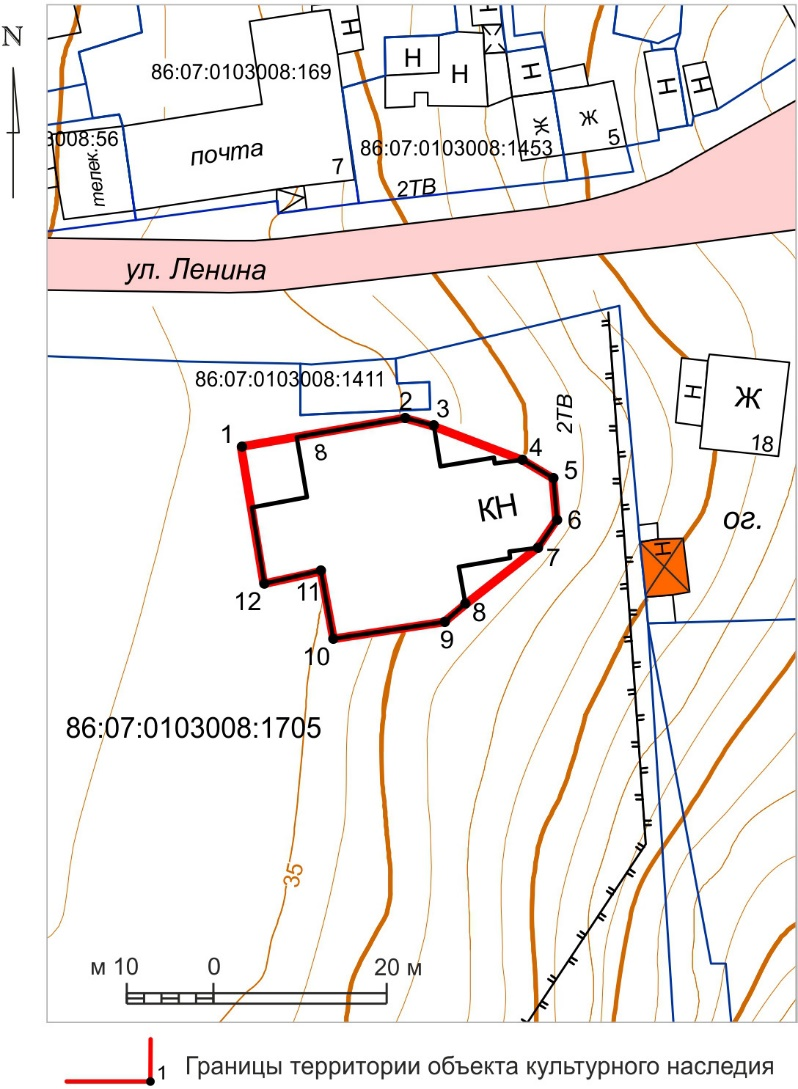 N
Н
Н
Н
Н
Н
Н
Н
Н
86:07:0103008:169
3008:56
телек.
почта
7
86:07:0103008:1453
Ж
Ж
5
2ТВ
ул. Ленина
86:07:0103008:1411
2
3
1
8
4
2ТВ
5
КН
6
7
Н
Ж
18
ог.
Н
12
11
8
9
10
86:07:0103008:1705
35
м 10 0 20 м
1 Границы территории объекта культурного наследия